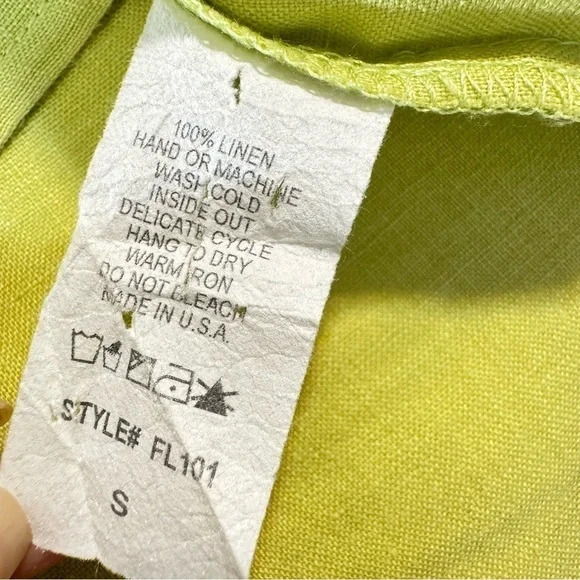 100% LINEN
HAND OR MACHINE
WASH COLD
INSIDE OUT
DELICATE CYCLE
HANG TO DRY
WARM IRON
DO NOT BLEACH
MADE IN U.S.A.
STYLE# FL101
S